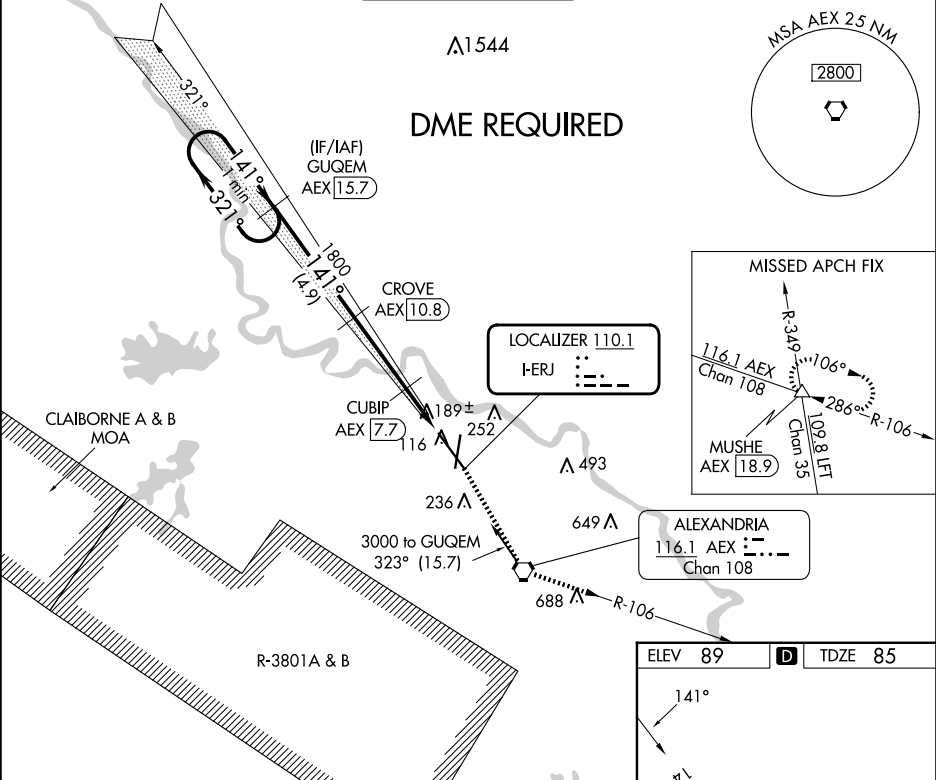 MSA AEX 25 NM
2800
1544
DME REQUIRED
321°
(IF/IAF)
GUQEM
AEX 15.7
141°
1 min
321°
1800
141°
(4.9)
CROVE
AEX 10.8
MISSED APCH FIX
R-349
116.1 AEX
Chan 108
106°
286°
R-106
109.8 LFT
Chan 35
MUSHE
AEX 18.9
LOCALIZER 110.1
I-ERJ
CUBIP
AEX 7.7
189±
252
116
CLAIBORNE A & B
MOA
493
236
649
ALEXANDRIA
116.1 AEX
Chan 108
3000 to GUQEM
323° (15.7)
688
R-106
R-3801A & B
ELEV 89 D TDZE 85
141°